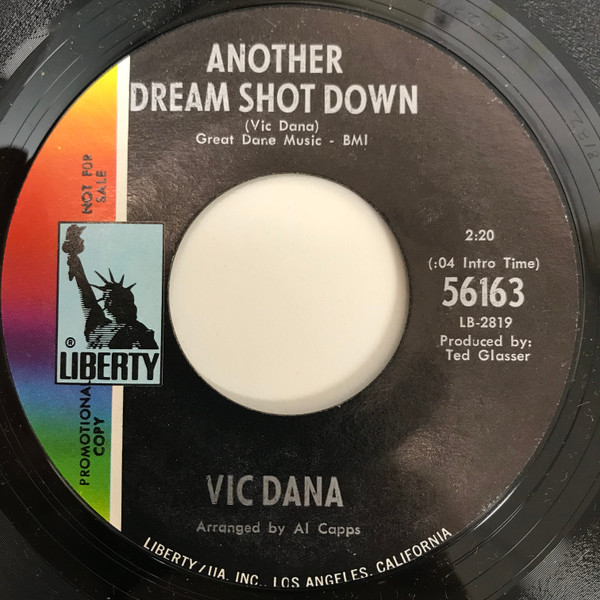 ANOTHER
DREAM SHOT DOWN
(Vic Dana)
Great Dane Music - BMI
NOT FOR
SALE
2:20
(:04 Intro Time)
56163
LB-2819
Produced by:
Ted Glasser
®
LIBERTY
PROMOTIONAL
COPY
VIC DANA
Arranged by Al Capps
LIBERTY/UA, INC., LOS ANGELES, CALIFORNIA